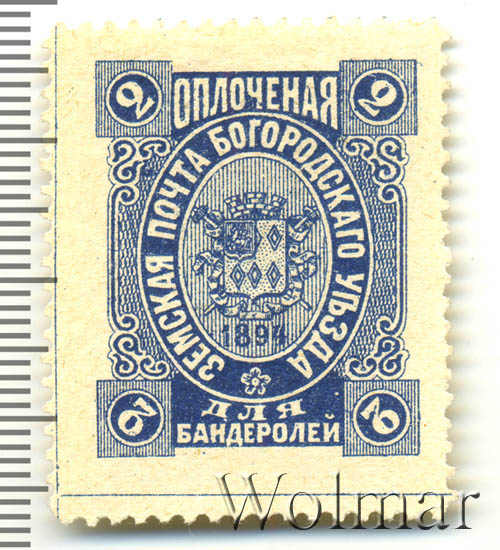 2 ОПЛОЧЕНАЯ 2
ЗЕМСКАЯ ПОЧТА БОГОРОДСКАГО УѢЗДА
1894
2 ДЛЯ 2
БАНДЕРОЛЕЙ
Wolmar